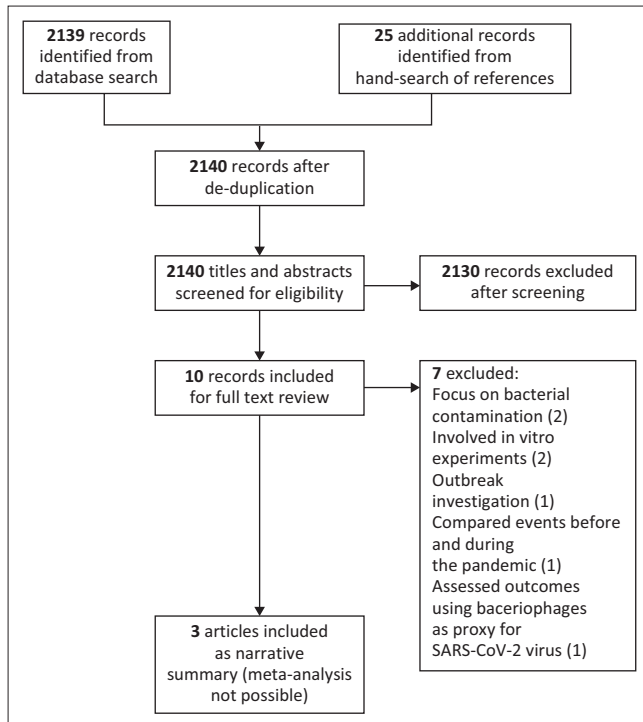 2139 records
identified from
database search
25 additional records
identified from
hand-search of references
2140 records after
de-duplication
2140 titles and abstracts
screened for eligibility
2130 records excluded
after screening
10 records included
for full text review
7 excluded:
Focus on bacterial
contamination (2)
Involved in vitro
experiments (2)
Outbreak
investigation (1)
Compared events before
and during
the pandemic (1)
Assessed outcomes
using baceriophages
as proxy for
SARS-CoV-2 virus (1)
3 articles included
as narrative
summary (meta-analysis
not possible)